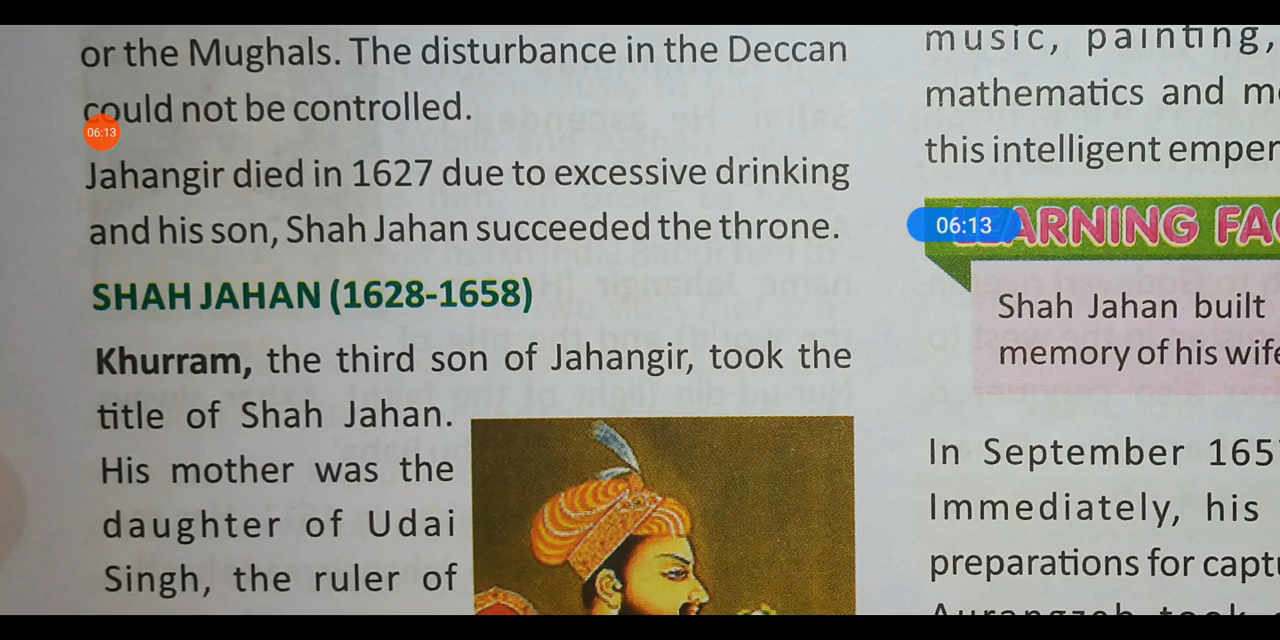 or the Mughals. The disturbance in the Deccan
could not be controlled.
06:13
Jahangir died in 1627 due to excessive drinking
and his son, Shah Jahan succeeded the throne.
SHAH JAHAN (1628-1658)
Khurram, the third son of Jahangir, took the
title of Shah Jahan.
His mother was the
daughter of Udai
Singh, the ruler of
music, painting,
mathematics and
this intelligent
06:13
LEARNING
Shah Jahan built
memory of his wife
In September 165
Immediately, his
preparations for
Aurangzeb took